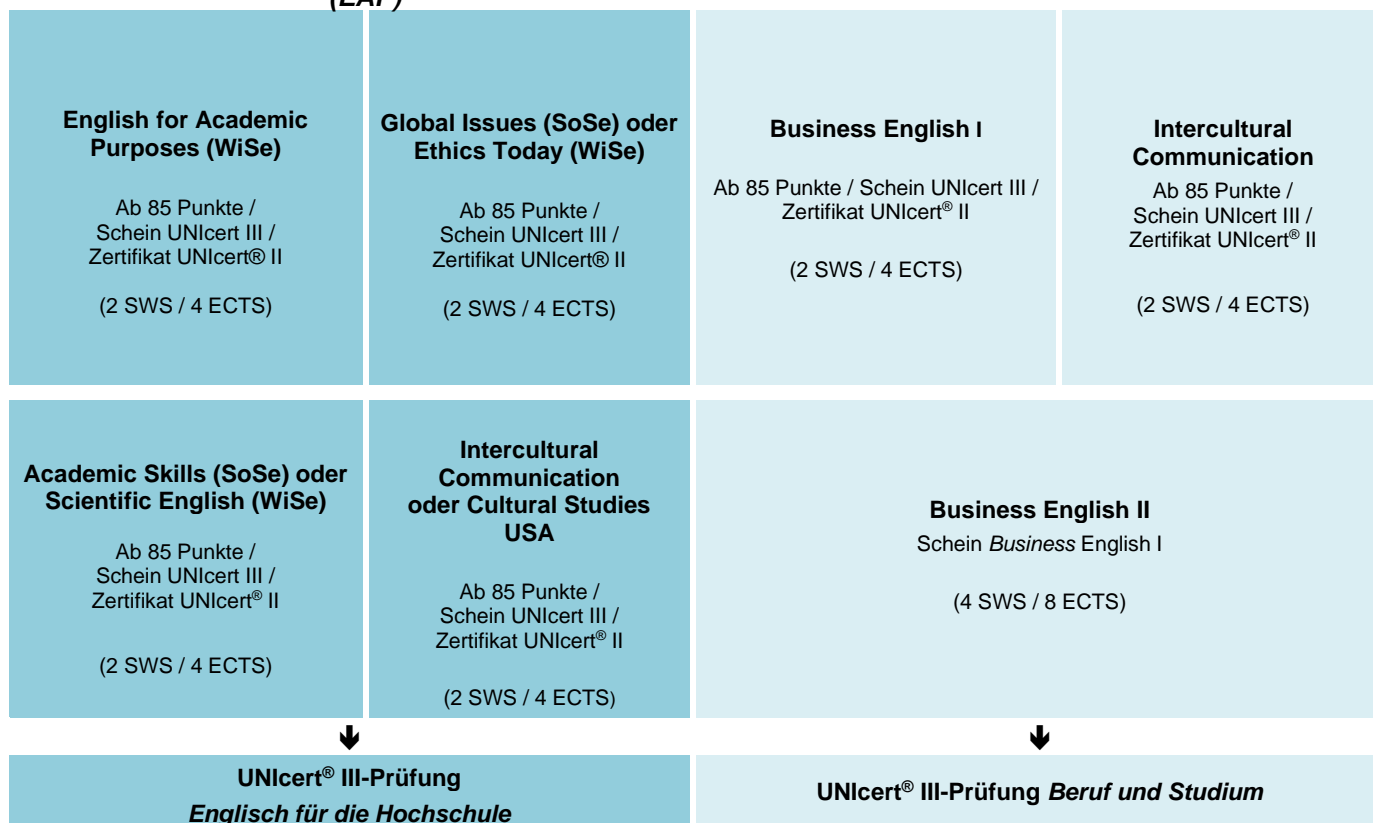 (EAP)
English for Academic
Purposes (WiSe)
Ab 85 Punkte /
Schein UNIcert III /
Zertifikat UNIcert® II
(2 SWS / 4 ECTS)
Global Issues (SoSe) oder
Ethics Today (WiSe)
Ab 85 Punkte /
Schein UNIcert III /
Zertifikat UNIcert® II
(2 SWS / 4 ECTS)
Business English I
Ab 85 Punkte / Schein UNIcert III /
Zertifikat UNIcert® II
(2 SWS / 4 ECTS)
Intercultural
Communication
Ab 85 Punkte /
Schein UNIcert III /
Zertifikat UNIcert® II
(2 SWS / 4 ECTS)
Academic Skills (SoSe) oder
Scientific English (WiSe)
Ab 85 Punkte /
Schein UNIcert III /
Zertifikat UNIcert® II
(2 SWS / 4 ECTS)
Intercultural
Communication
oder Cultural Studies
USA
Ab 85 Punkte /
Schein UNIcert III /
Zertifikat UNIcert® II
(2 SWS / 4 ECTS)
Business English II
Schein Business English I
(4 SWS / 8 ECTS)
UNIcert® III-Prüfung
Englisch für die Hochschule
UNIcert® III-Prüfung Beruf und Studium